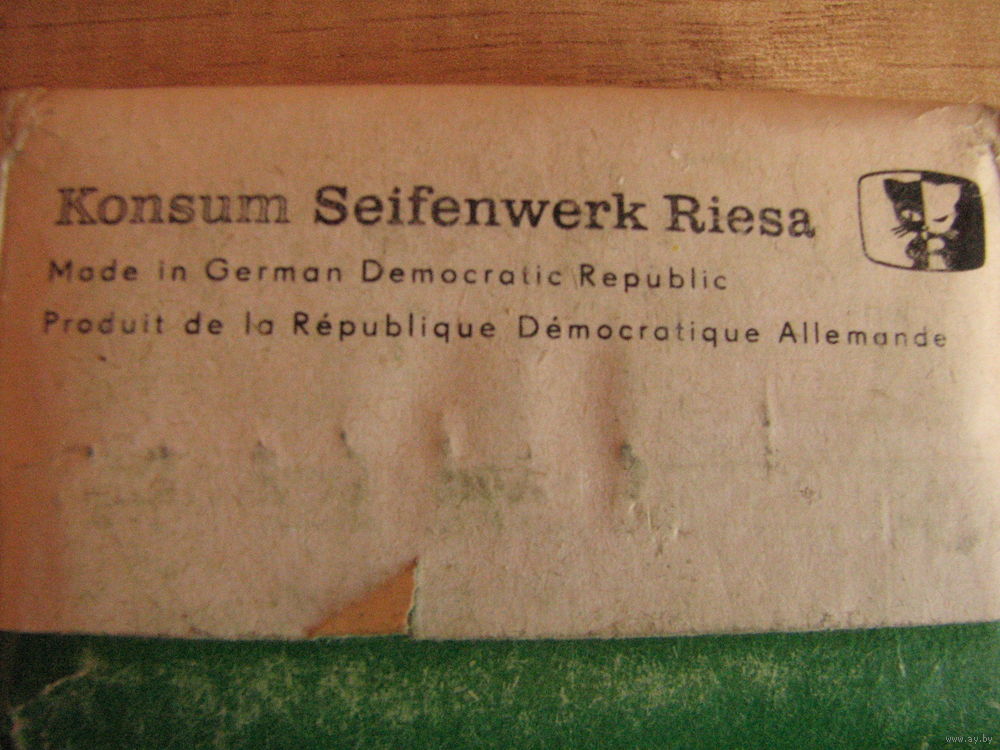 Konsum Seifenwerk Riesa
Made in German Democratic Republic
Produit de la République Démocratique Allemande
www.ay.by